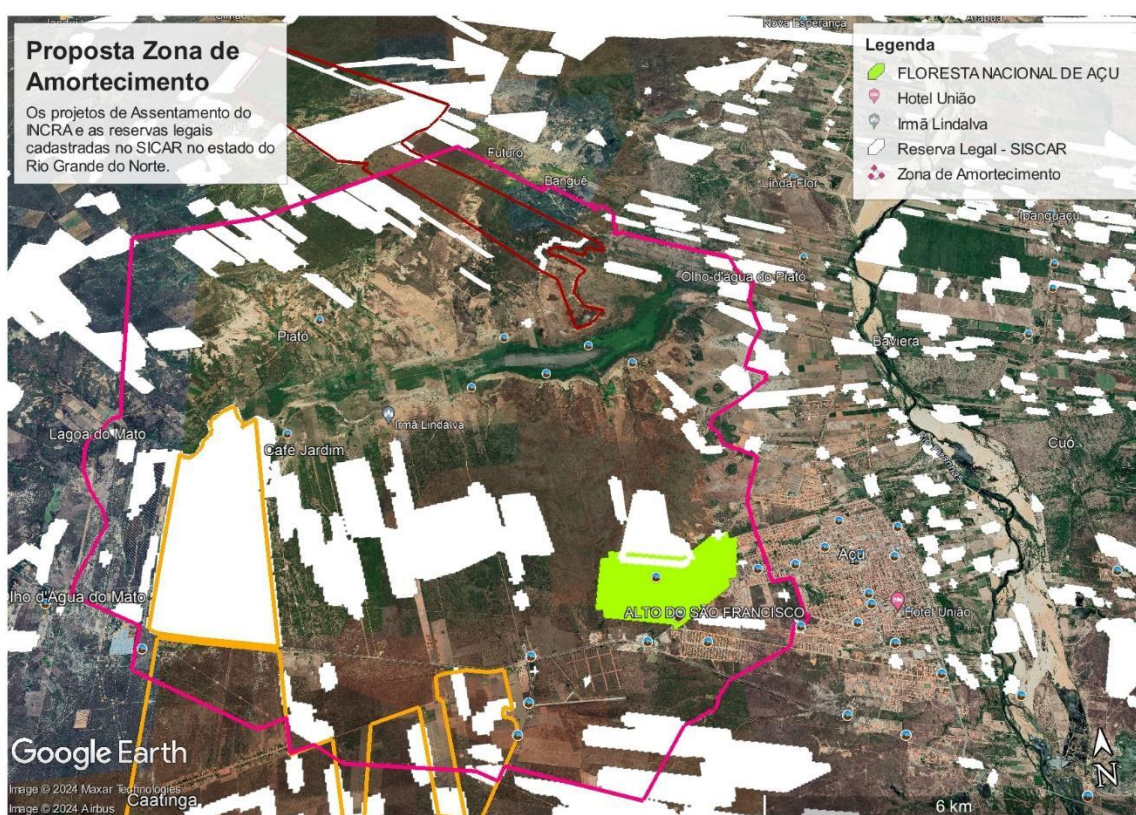 Nova Esperança
Arapuá
Proposta Zona de
Amortecimento
Os projetos de Assentamento do
INCRA e as reservas legais
cadastradas no SICAR no estado do
Rio Grande do Norte.
Legenda
FLORESTA NACIONAL DE AÇU
Hotel União
Irmã Lindalva
Reserva Legal - SISCAR
Zona de Amortecimento
Futuro
Banguê
Linda Flor
Ipanguaçu
Olho-d'água do Piató
Piató
Baviera
Irmã Lindalva
Lagoa do Mato
Café Jardim
Cuó
Açu
lho d'Água do Mato
ALTO DO SÃO FRANCISCO
Hotel União
Google Earth
Image © 2024 Maxar Technologies
Image © 2024 Airbus
Caatinga
N
6 km